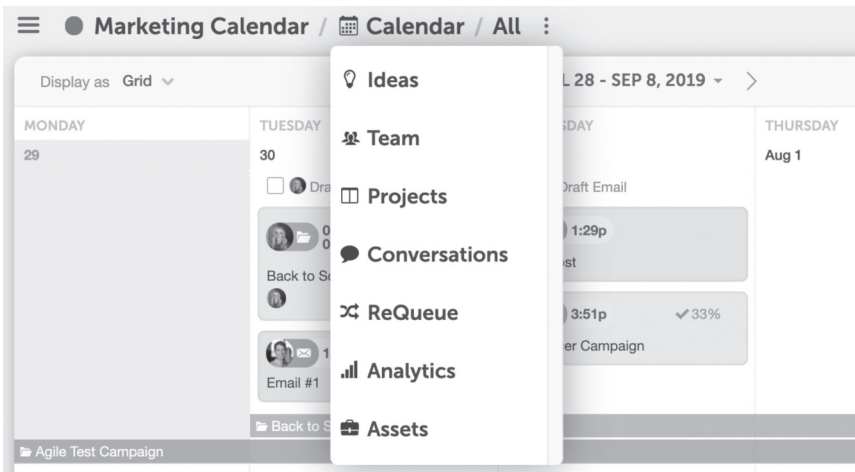 Marketing Calendar / Calendar / All
Display as Grid
Ideas
L 28 - SEP 8, 2019
MONDAY
TUESDAY
SDAY
THURSDAY
29
30
Aug 1
Team
Dra
Draft Email
Projects
1:29p
st
Conversations
Back to Sc
ReQueue
3:51p
33%
er Campaign
Analytics
1
Email #1
Back to S
Assets
Agile Test Campaign